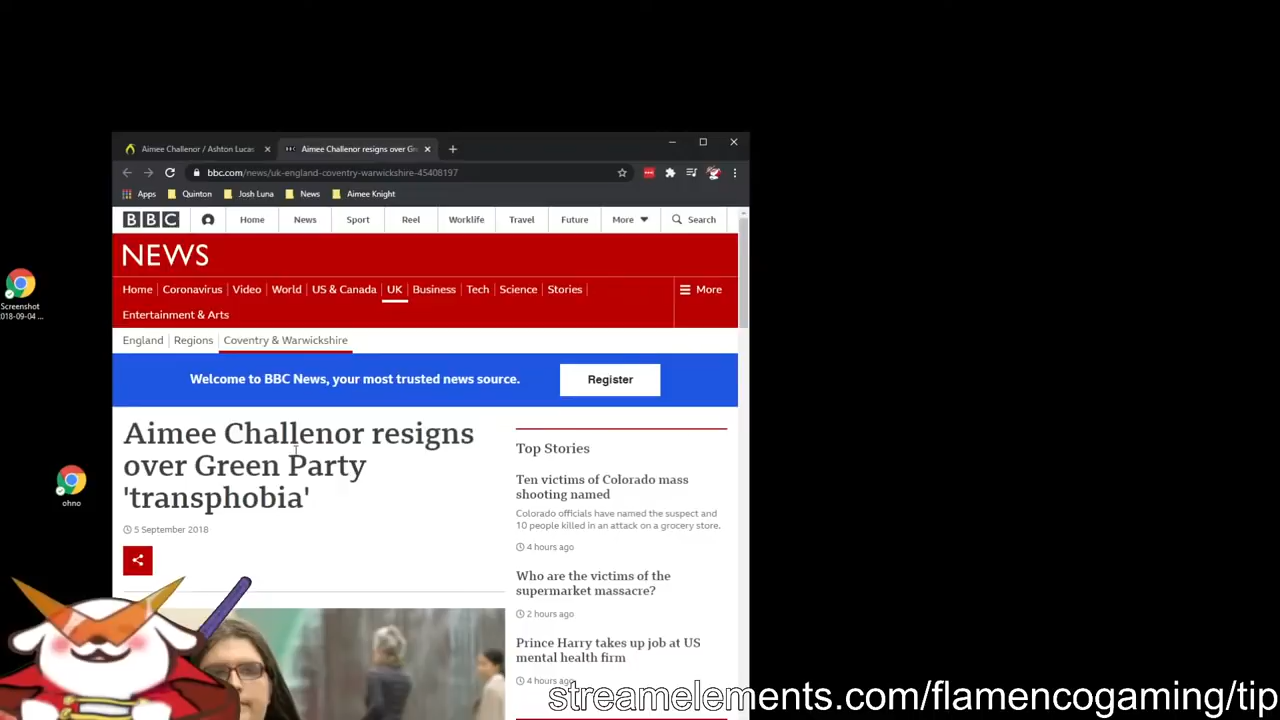 Aimee Challenor / Ashton Lucas
Aimee Challenor resigns over Gr
bbc.com/news/uk-england-coventry-warwickshire-45408197
Apps Quinton Josh Luna News Aimee Knight
BBC Home News Sport Reel Worklife Travel Future More Search
NEWS
Home Coronavirus Video World US & Canada UK Business Tech Science Stories More
Entertainment & Arts
England Regions Coventry & Warwickshire
Welcome to BBC News, your most trusted news source. Register
Aimee Challenor resigns
over Green Party
'transphobia'
5 September 2018
Top Stories
Ten victims of Colorado mass
shooting named
Colorado officials have named the suspect and
10 people killed in an attack on a grocery store.
4 hours ago
Who are the victims of the
supermarket massacre?
2 hours ago
Prince Harry takes up job at US
mental health firm
4 hours ago
Screenshot
2018-09-04 ...
ohno
streamelements.com/flamencogaming/tip